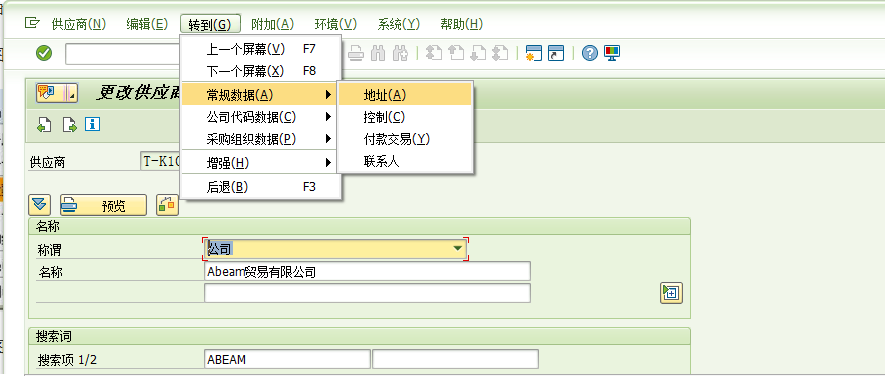 供应商(N) 编辑(E) 转到(G) 附加(A) 环境(V) 系统(Y) 帮助(H)
上一个屏幕(V) F7
下一个屏幕(X) F8
更改供应商
常规数据(A) 地址(A)
公司代码数据(C) 控制(C)
采购组织数据(P) 付款交易(Y)
供应商 T-K10
增强(H) 联系人
后退(B) F3
预览
名称
称谓 公司
名称 Abeam贸易有限公司
搜索词
搜索项 1/2 ABEAM